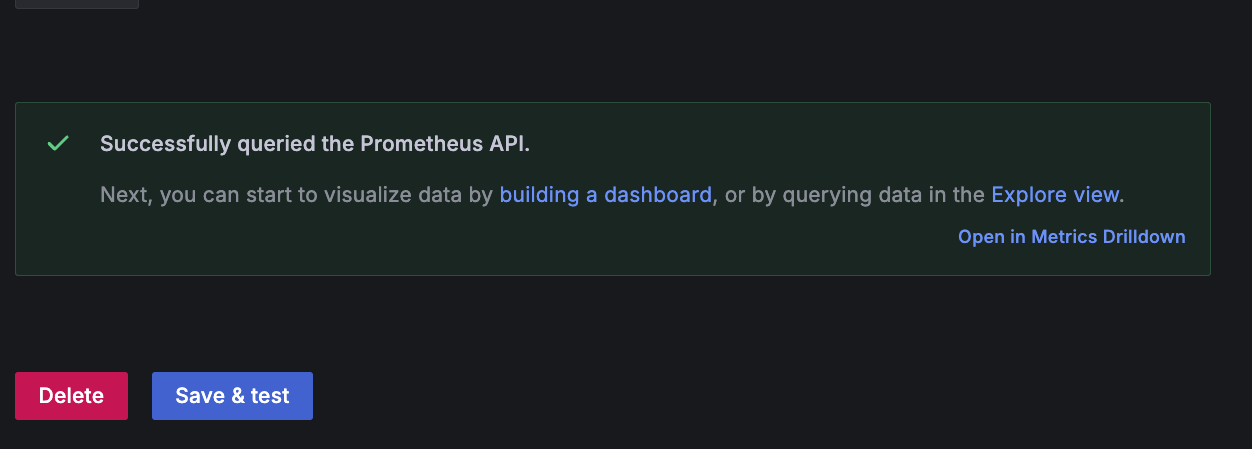 Successfully queried the Prometheus API.
Next, you can start to visualize data by building a dashboard, or by querying data in the Explore view.
Open in Metrics Drilldown
Delete
Save & test